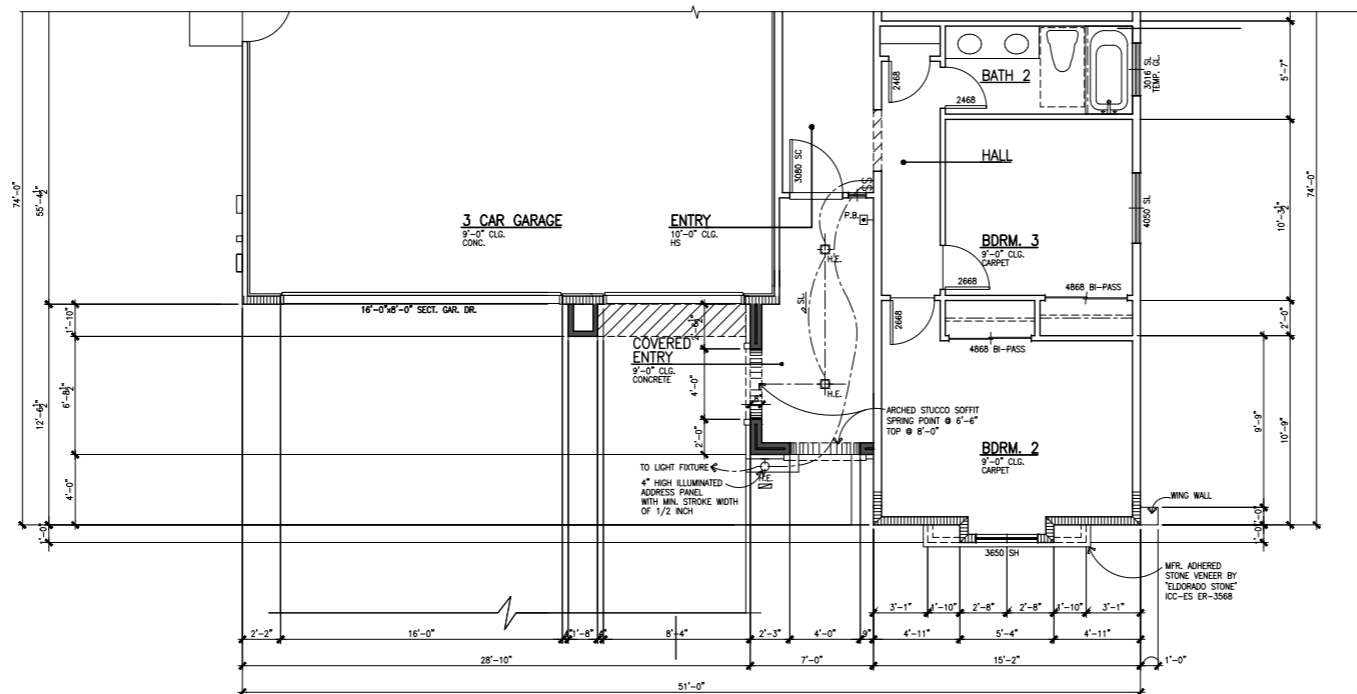 BATH 2
2468
2468
3016 SL
TEMP. GL.
5'-7"
HALL
3080 SC
P.B.
SS
3 CAR GARAGE
9'-0" CLG.
CONC.
ENTRY
10'-0" CLG.
HS
H.E.
BDRM. 3
9'-0" CLG.
CARPET
4050 SL
10'-3½"
74'-0"
55'-4½"
74'-0"
2668
4868 BI-PASS
16'-0"x8'-0" SECT. GAR. DR.
SL.
2668
4868 BI-PASS
2'-0"
1'-10"
2'-6½"
COVERED
ENTRY
9'-0" CLG.
CONCRETE
4'-0"
8"
H.E.
6'-8½"
12'-6½"
2'-0"
ARCHED STUCCO SOFFIT
SPRING POINT @ 6'-6"
TOP @ 8'-0"
BDRM. 2
9'-0" CLG.
CARPET
9'-9"
10'-9"
TO LIGHT FIXTURE
H.E.
4" HIGH ILLUMINATED
ADDRESS PANEL
WITH MIN. STROKE WIDTH
OF 1/2 INCH
4'-0"
WING WALL
1'-0"
1'-0"
1'-0"
3650 SH
MFR. ADHERED
STONE VENEER BY
"ELDORADO STONE"
ICC-ES ER-3568
3'-1" 1'-10" 2'-8" 2'-8" 1'-10" 3'-1"
2'-2" 16'-0" 1'-8" 8'-4" 2'-3" 4'-0" 9" 4'-11" 5'-4" 4'-11"
28'-10" 7'-0" 15'-2" 1'-0"
51'-0"